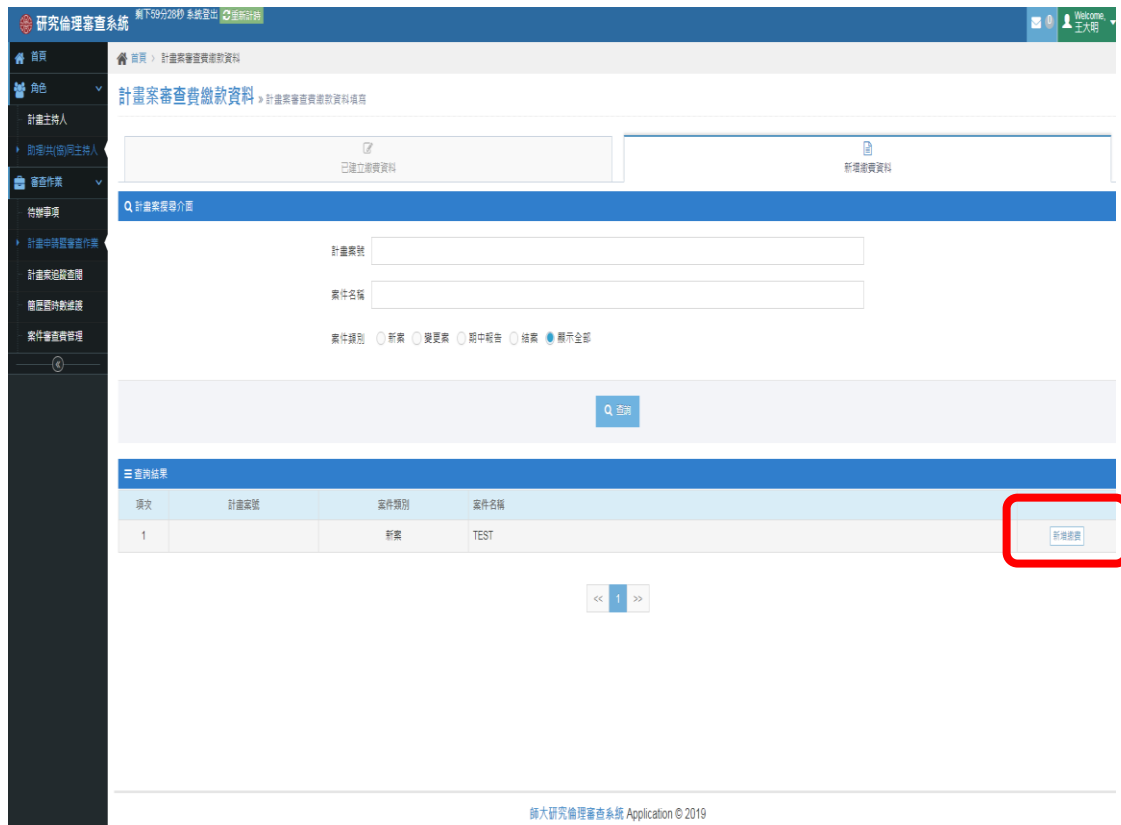 研究倫理審查系統 剩下59分28秒 系統登出 重新計時
0 Welcome, 王大明
首頁
首頁 › 計畫案審查費繳款資料
角色
計畫案審查費繳款資料 » 計畫案審查費繳款資料填寫
計畫主持人
助理/共(協)同主持人
已建立繳費資料
新增繳費資料
審查作業
計畫案搜尋介面
待辦事項
計畫申請暨審查作業
計畫案號
計畫案追蹤查閱
案件名稱
簡歷暨時數維護
案件審查費管理
案件類別 新案 變更案 期中報告 結案 顯示全部
查詢
查詢結果
項次 計畫案號 案件類別 案件名稱
1 新案 TEST 新增繳費
<< 1 >>
師大研究倫理審查系統 Application © 2019